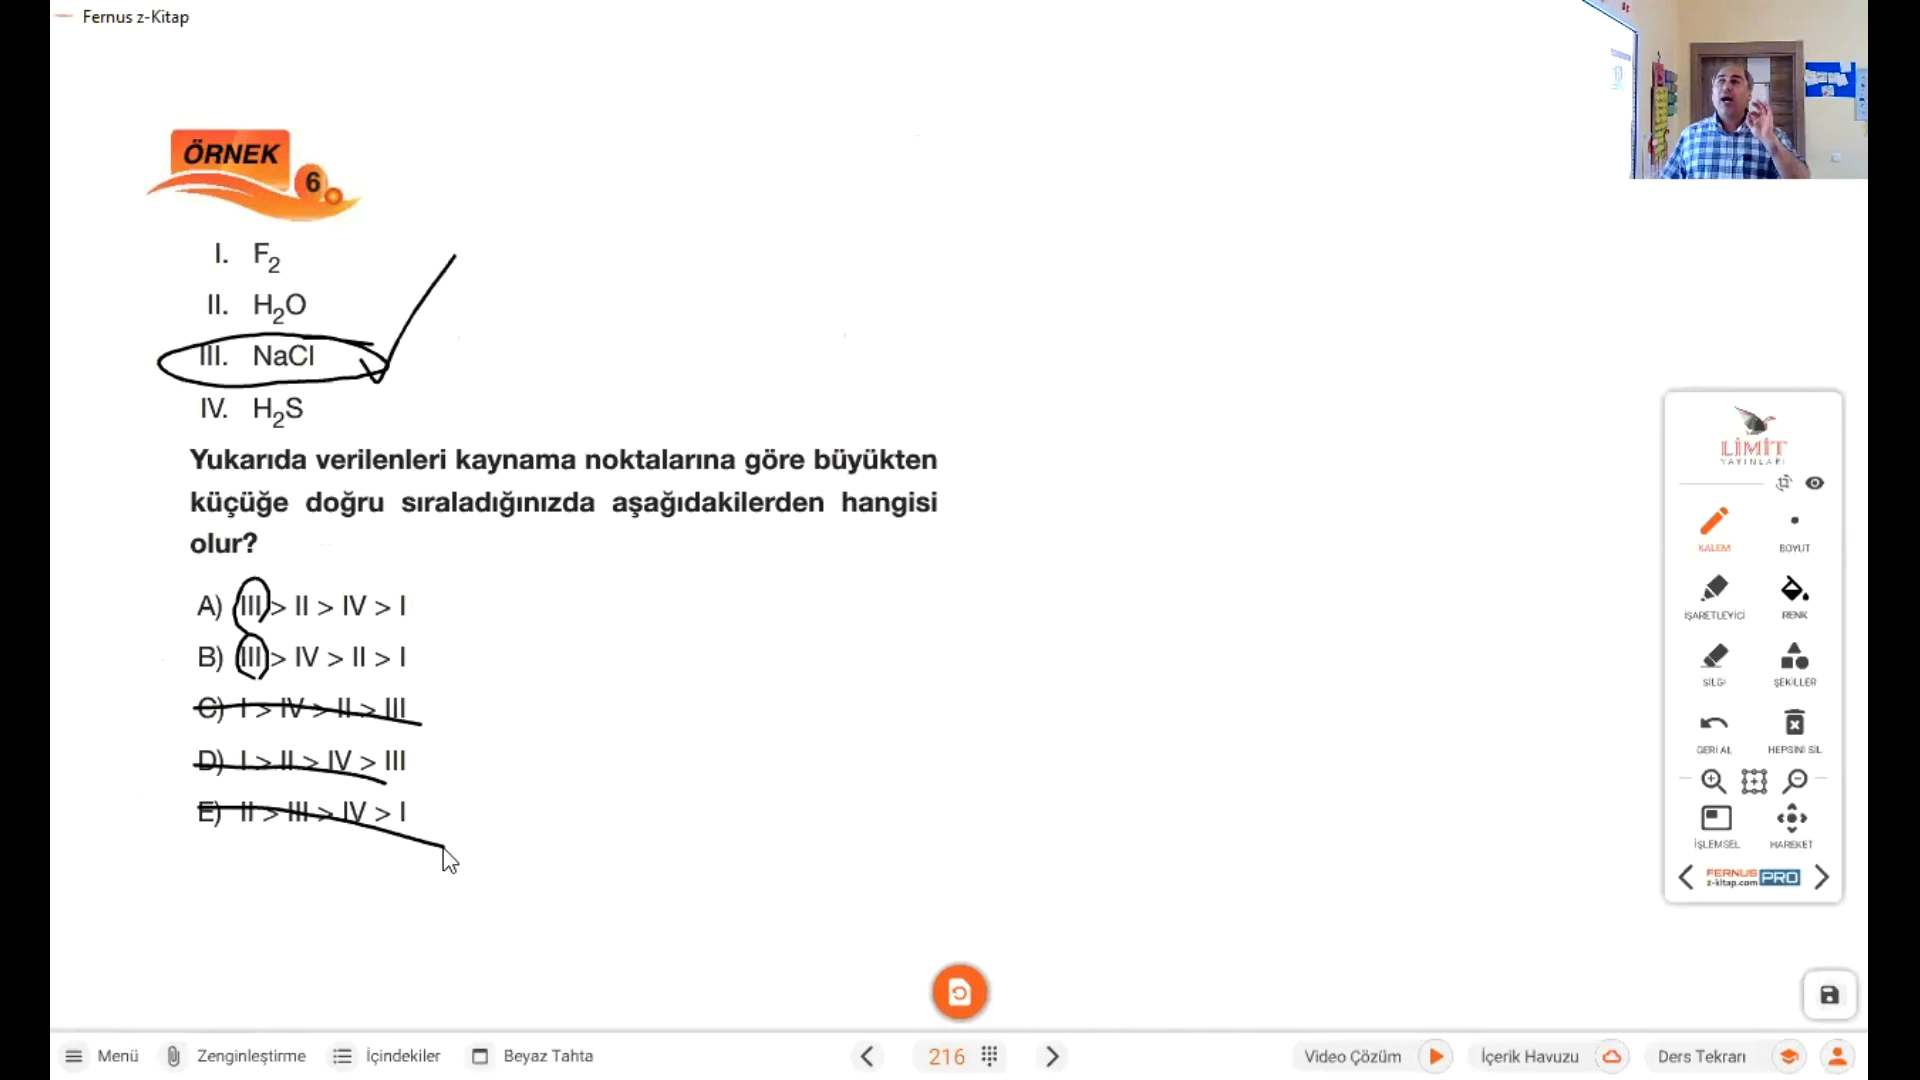 Fernus z-Kitap
ÖRNEK
6
I. F2
II. H2O
III. NaCl
IV. H2S
Yukarıda verilenleri kaynama noktalarına göre büyükten
küçüğe doğru sıraladığınızda aşağıdakilerden hangisi
olur?
A) III > II > IV > I
B) III > IV > II > I
C) I > IV > II > III
D) I > II > IV > III
E) II > III > IV > I
LİMİT
YAYINLARI
KALEM
BOYUT
İŞARETLEYİCİ
RENK
SİLGİ
ŞEKİLLER
GERİ AL
HEPSİNİ SİL
İŞLEMSEL
HAREKET
FERNUS
z-kitap.com
PRO
Menü
Zenginleştirme
İçindekiler
Beyaz Tahta
216
Video Çözüm
İçerik Havuzu
Ders Tekrarı